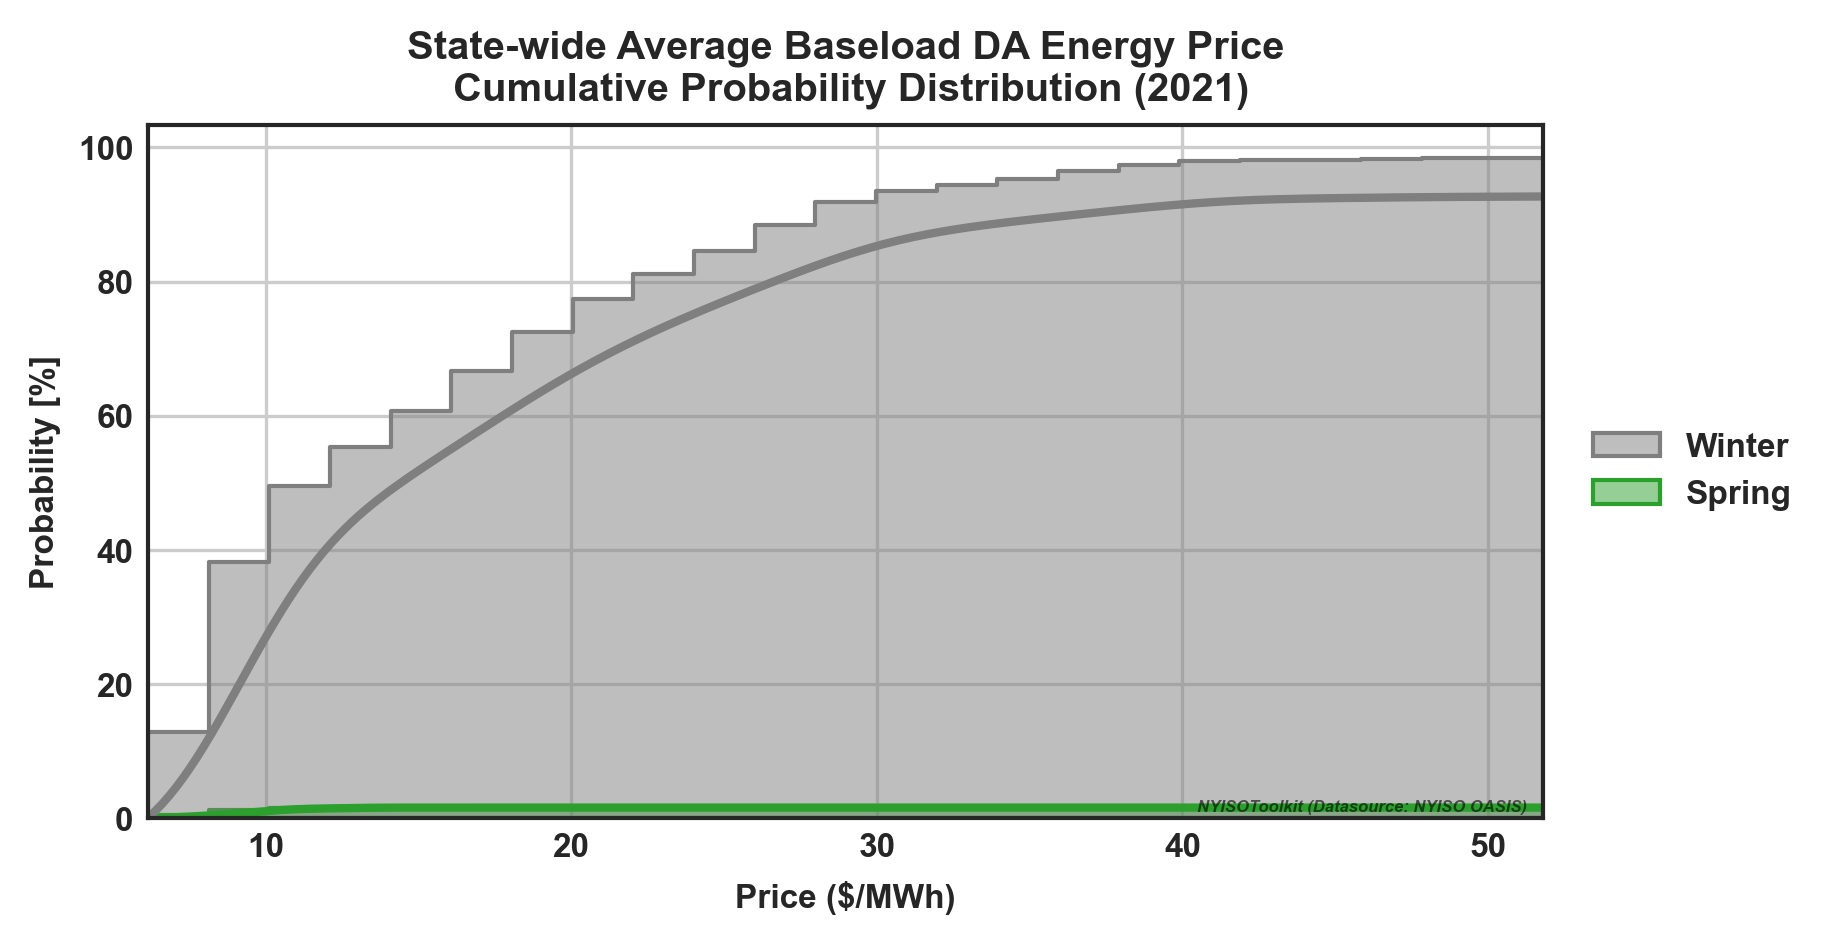 State-wide Average Baseload DA Energy Price
Cumulative Probability Distribution (2021)
Probability [%]
100
80
60
40
20
0
10
20
30
40
50
Price ($/MWh)
Winter
Spring
NYISOToolkit (Datasource: NYISO OASIS)